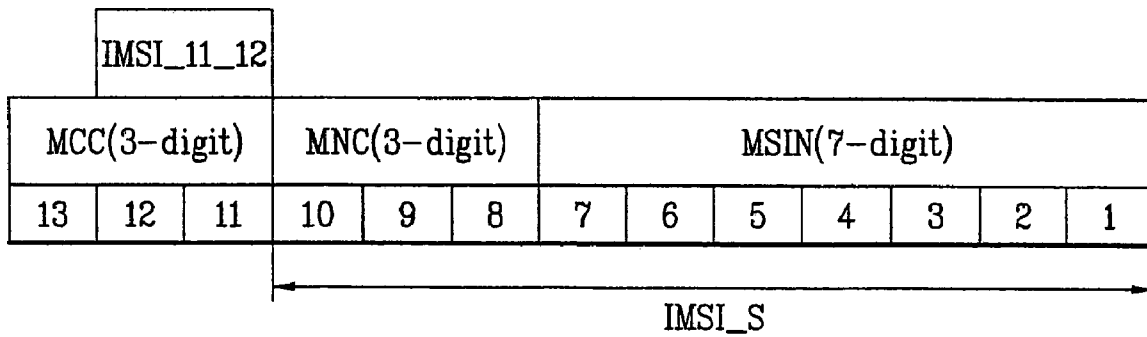 IMSI_11_12
MCC(3-digit) MNC(3-digit) MSIN(7-digit)
13 12 11 10 9 8 7 6 5 4 3 2 1
IMSI_S